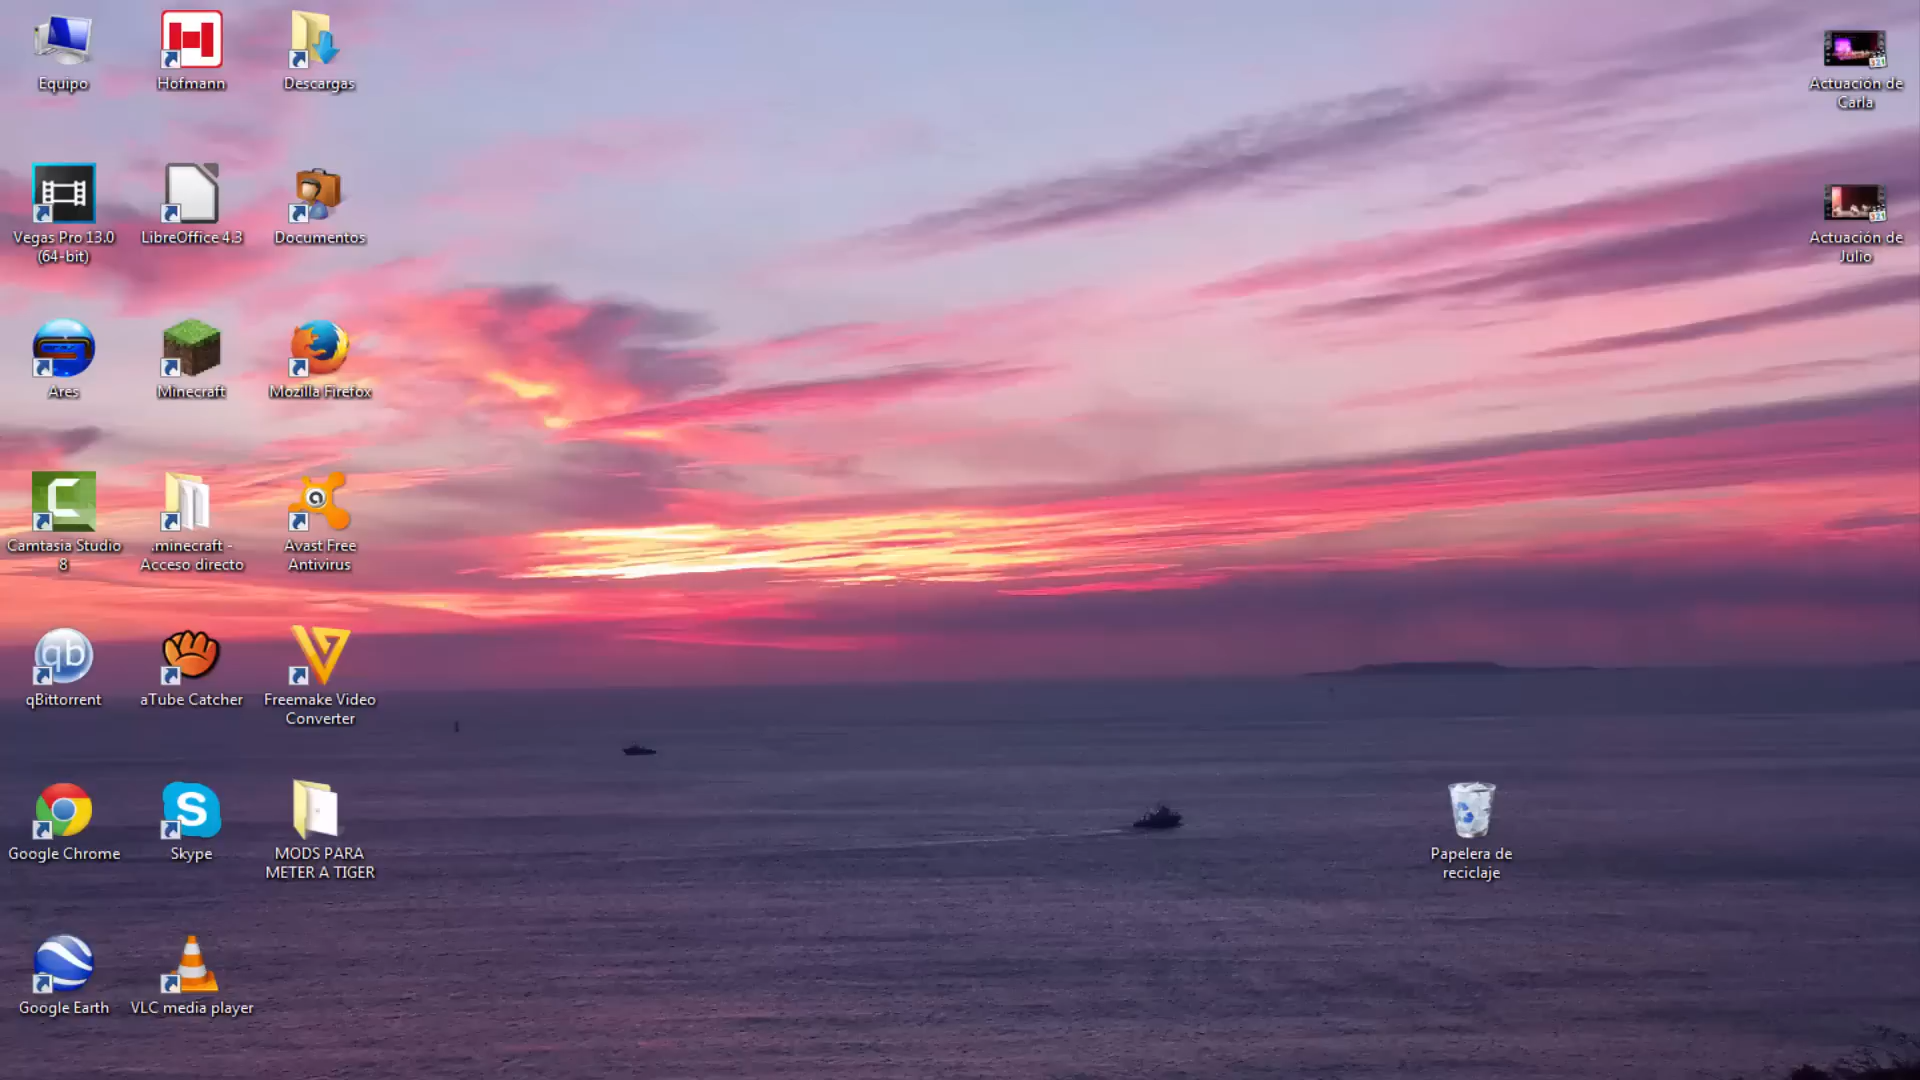 Equipo
Hofmann
Descargas
Actuación de
Carla
Vegas Pro 13.0
(64-bit)
LibreOffice 4.3
Documentos
Actuación de
Julio
Ares
Minecraft
Mozilla Firefox
Camtasia Studio
8
.minecraft -
Acceso directo
Avast Free
Antivirus
qb
qBittorrent
aTube Catcher
Freemake Video
Converter
Google Chrome
Skype
MODS PARA
METER A TIGER
Papelera de
reciclaje
Google Earth
VLC media player